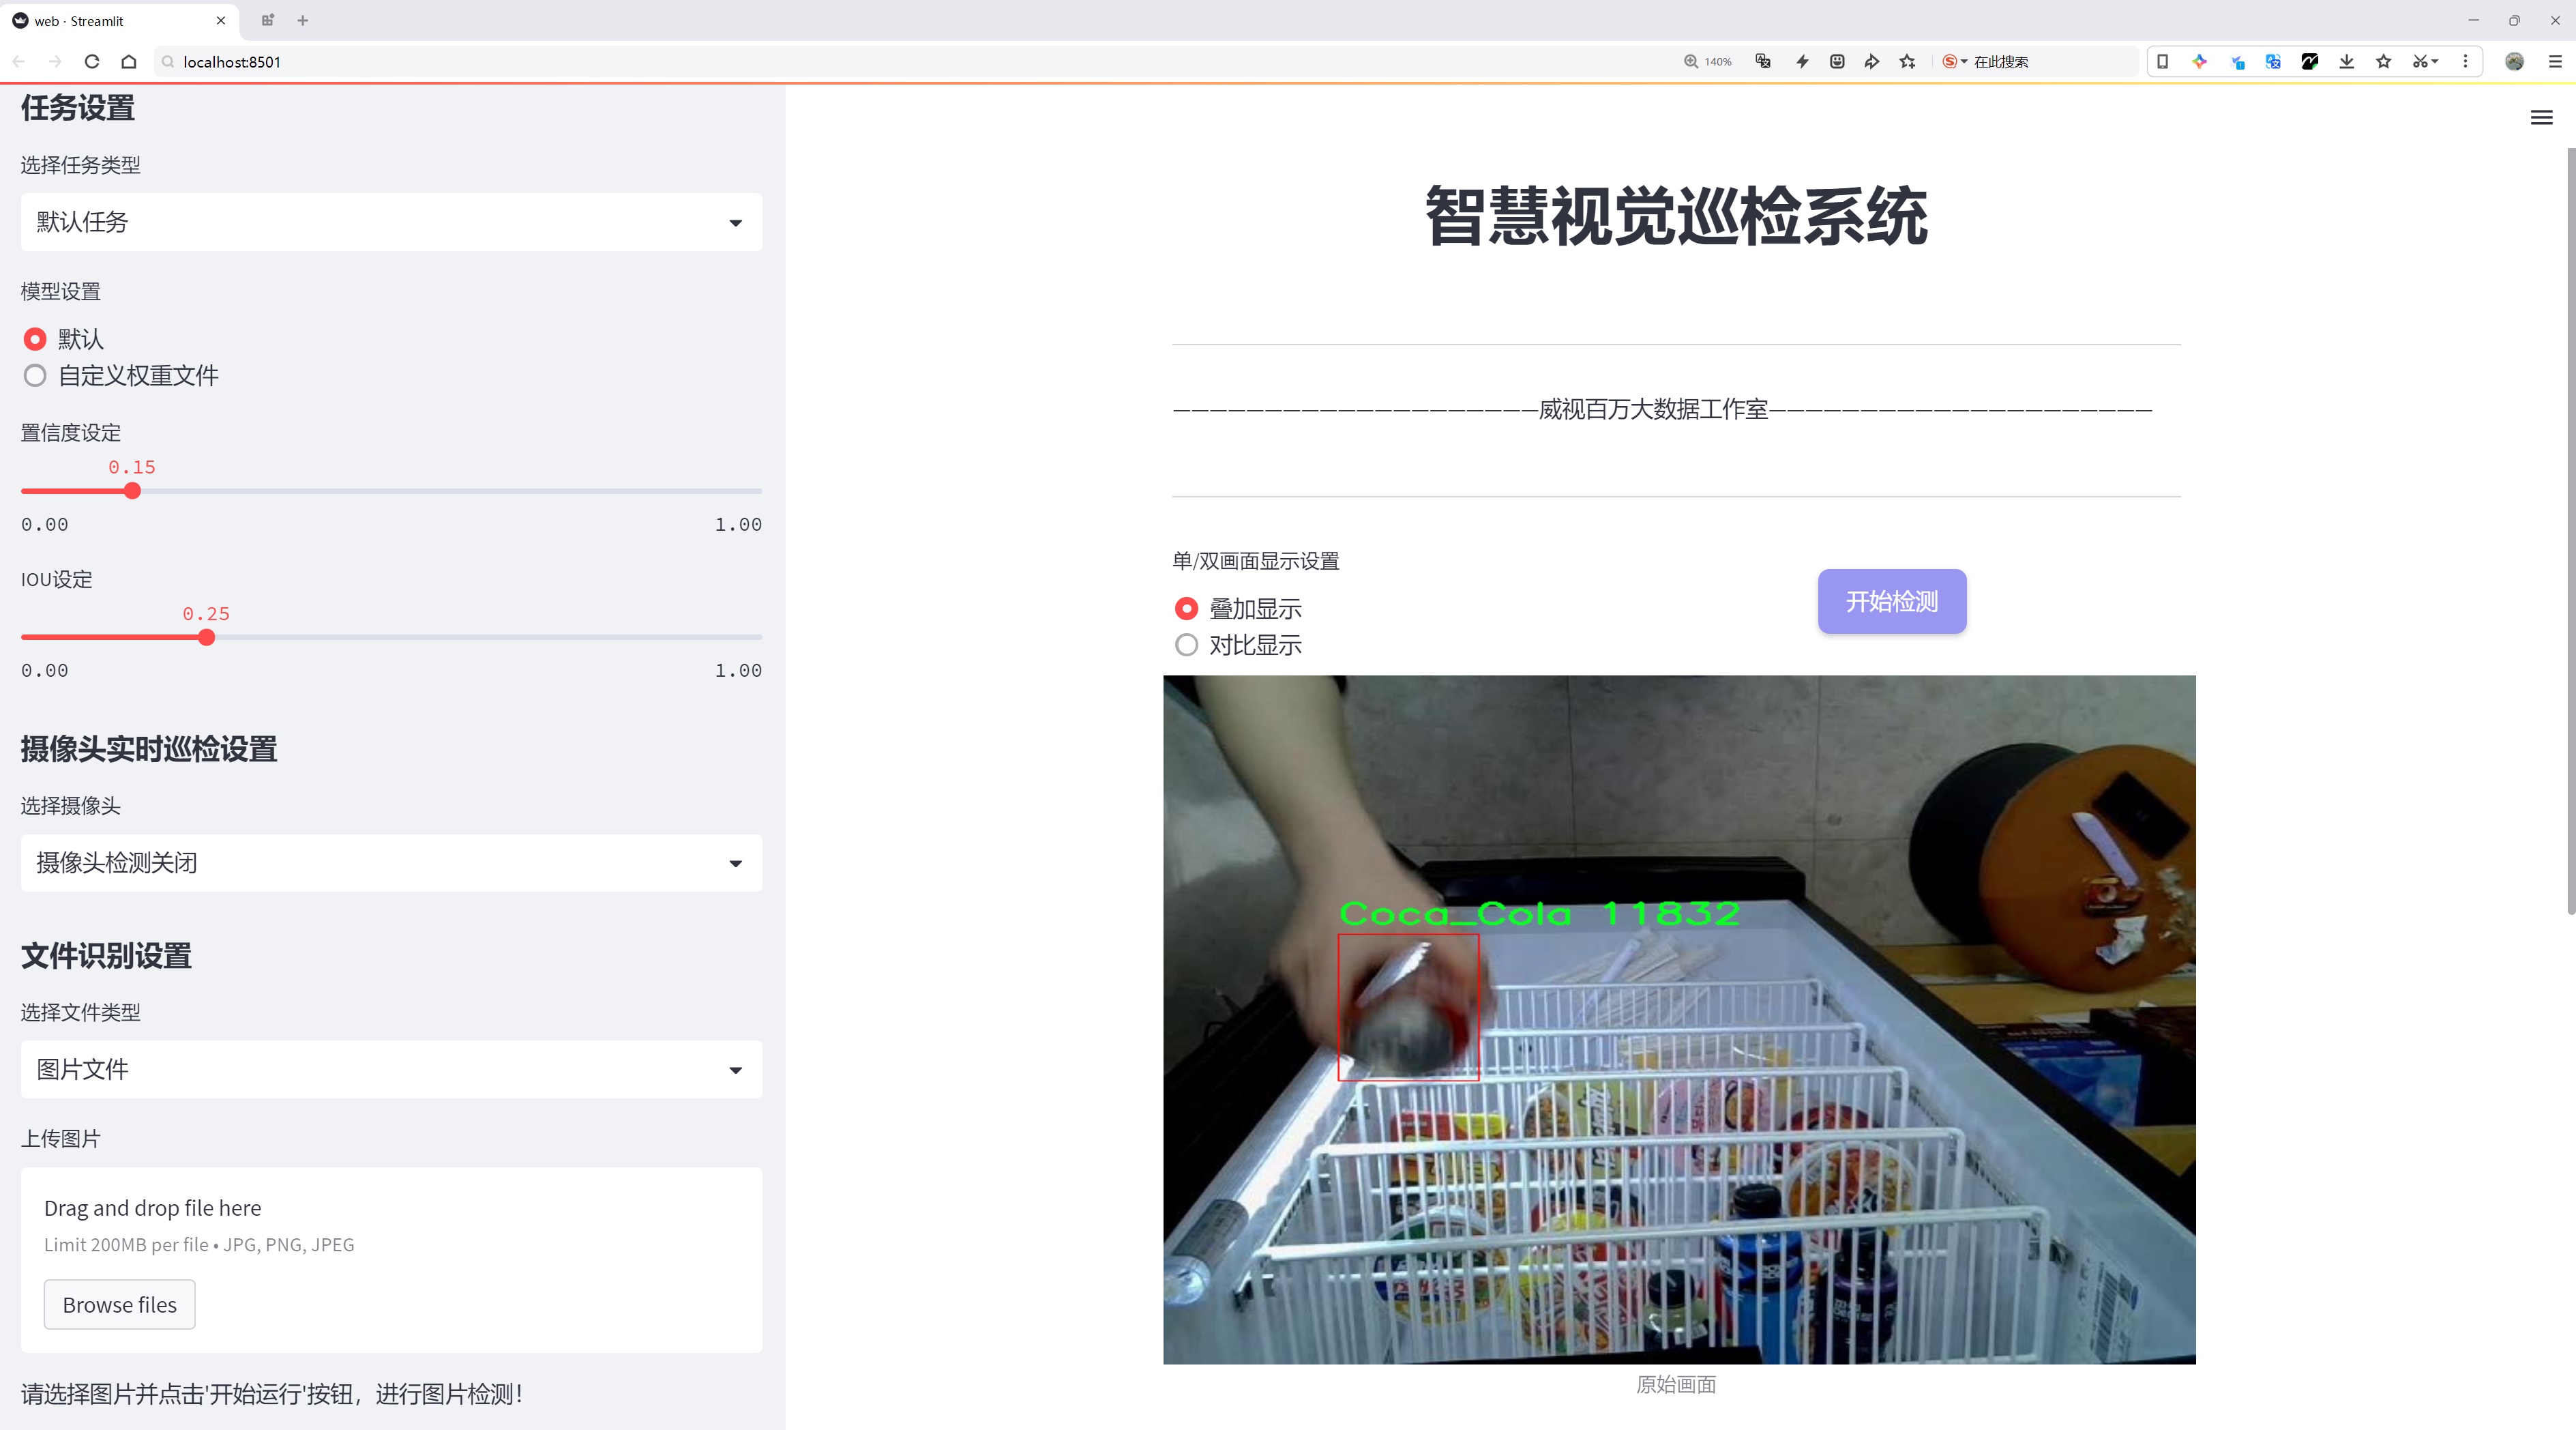 web · Streamlit
localhost:8501
140%
在此搜索
任务设置
选择任务类型
默认任务
模型设置
默认
自定义权重文件
置信度设定
0.15
0.00
1.00
IOU设定
0.25
0.00
1.00
摄像头实时巡检设置
选择摄像头
摄像头检测关闭
文件识别设置
选择文件类型
图片文件
上传图片
Drag and drop file here
Limit 200MB per file • JPG, PNG, JPEG
Browse files
请选择图片并点击'开始运行'按钮，进行图片检测！
智慧视觉巡检系统
————————————————————威视百万大数据工作室—————————————————————
单/双画面显示设置
叠加显示
对比显示
开始检测
Coca_Cola 11832
原始画面